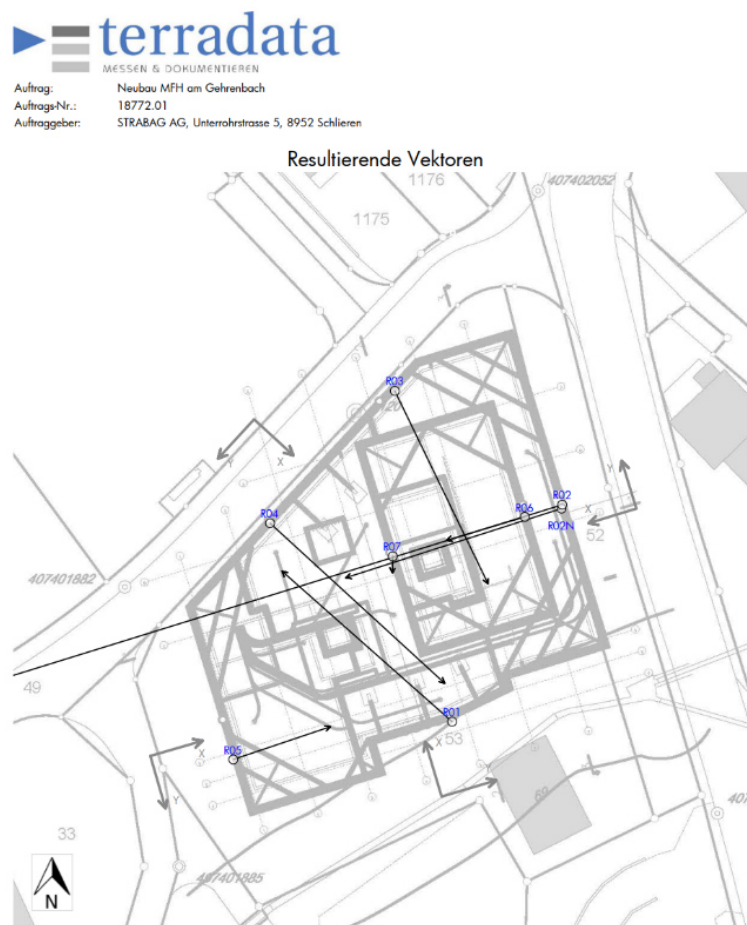 terradata
MESSEN & DOKUMENTIEREN
Auftrag: Neubau MFH am Gehrenbach
Auftrags-Nr.: 18772.01
Auftraggeber: STRABAG AG, Unterrohrstrasse 5, 8952 Schlieren
Resultierende Vektoren
1176
407402052
1175
R03
Y
X
R04
R06
R02
X
Y
R02N
52
R07
407401882
49
R01
53
X
Y
R05
X
Y
69
407
33
407401885
N